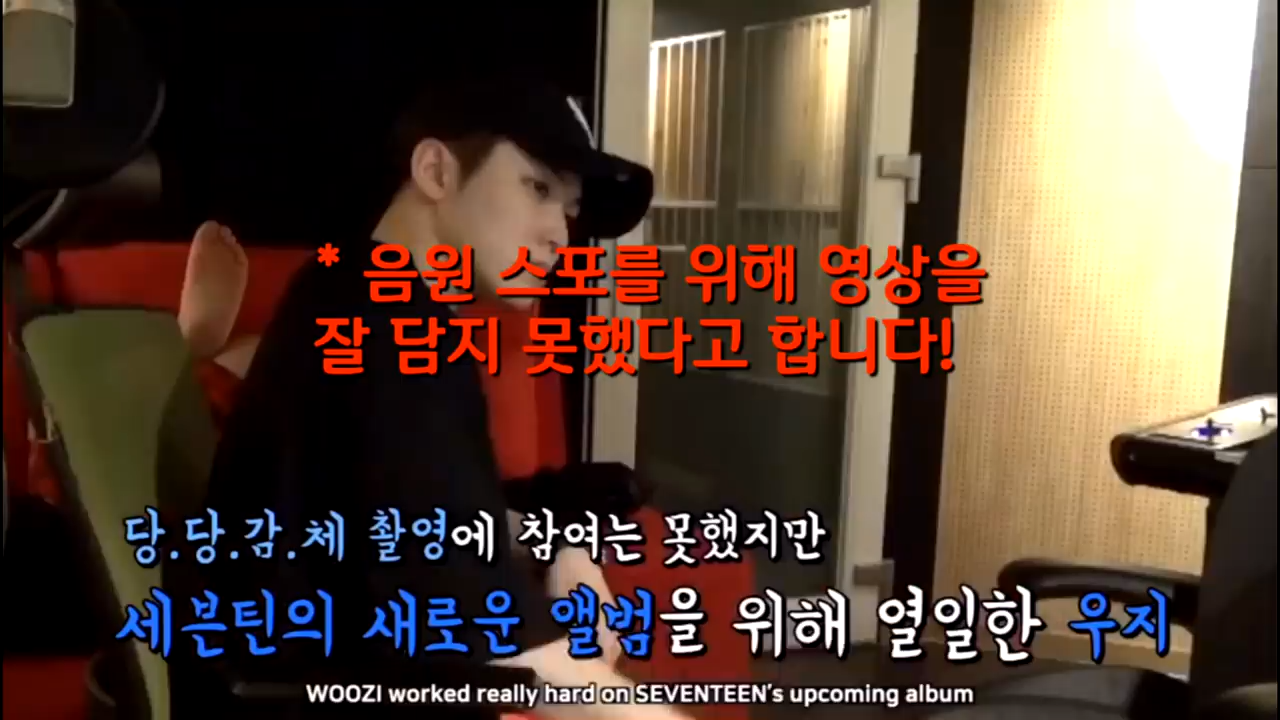 * 음원 스포를 위해 영상을
잘 담지 못했다고 합니다!
당.당.감.체 촬영에 참여는 못했지만
세븐틴의 새로운 앨범을 위해 열일한 우지
WOOZI worked really hard on SEVENTEEN's upcoming album